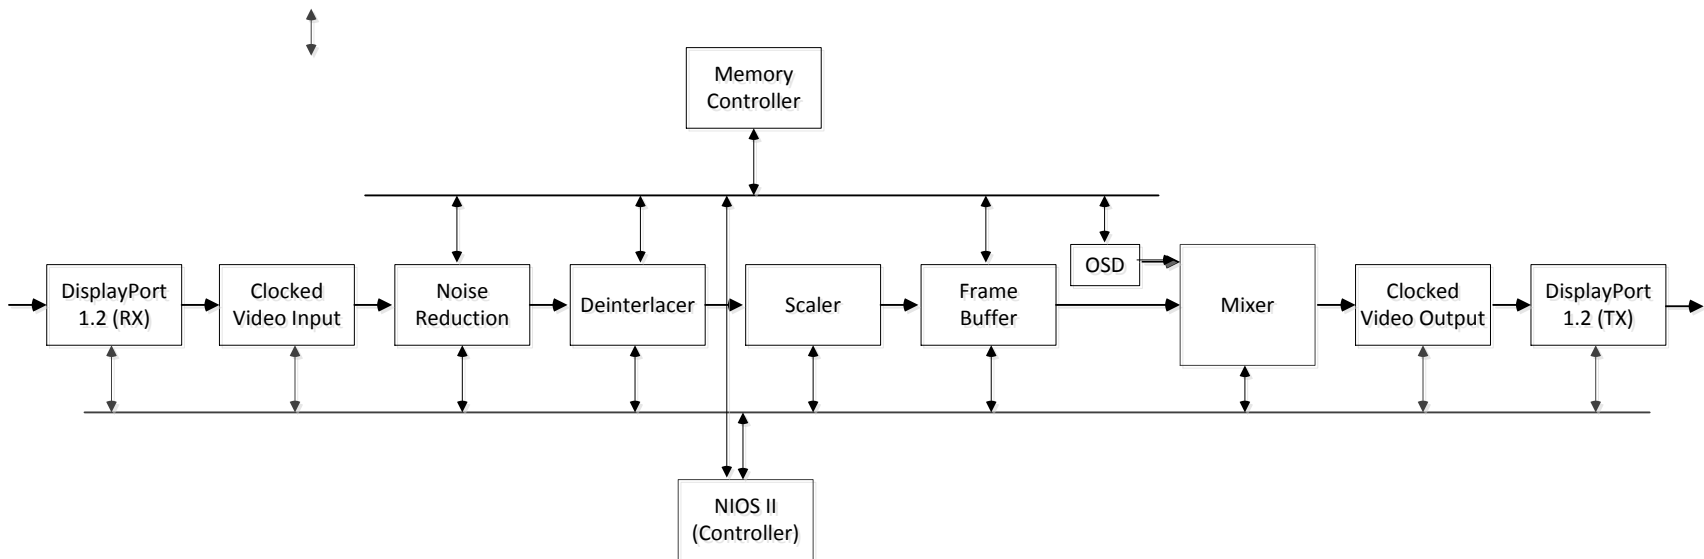 Memory
Controller
OSD
DisplayPort
1.2 (RX)
Clocked
Video Input
Noise
Reduction
Deinterlacer
Scaler
Frame
Buffer
Mixer
Clocked
Video Output
DisplayPort
1.2 (TX)
NIOS II
(Controller)